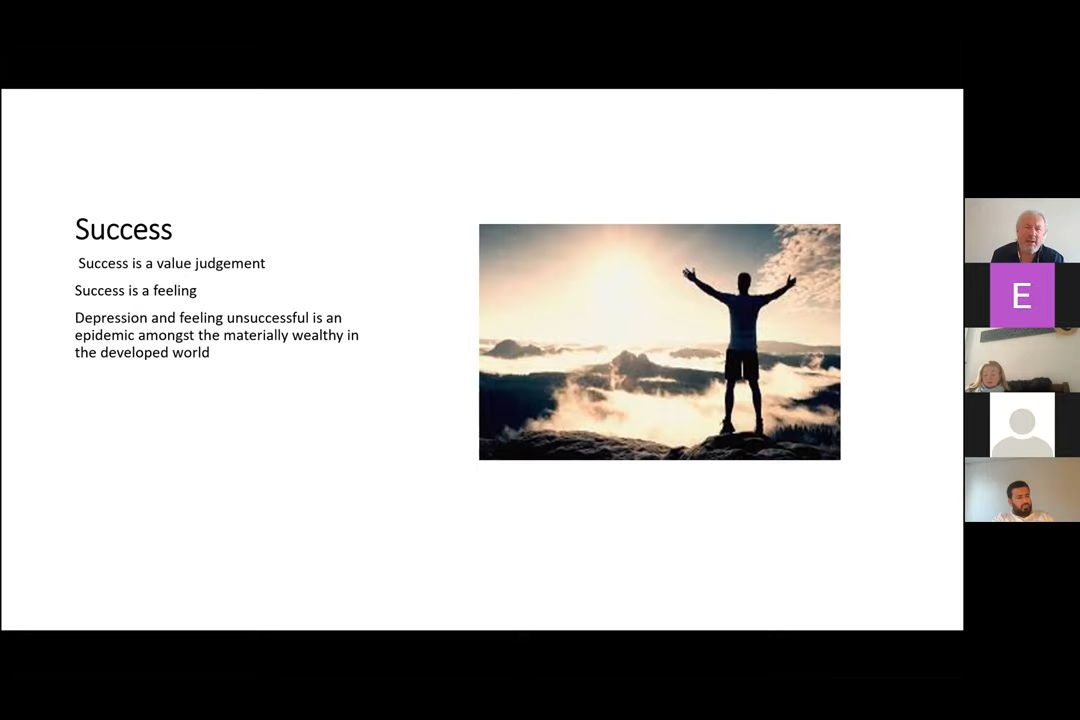 Success
Success is a value judgement
Success is a feeling
Depression and feeling unsuccessful is an
epidemic amongst the materially wealthy in
the developed world
E